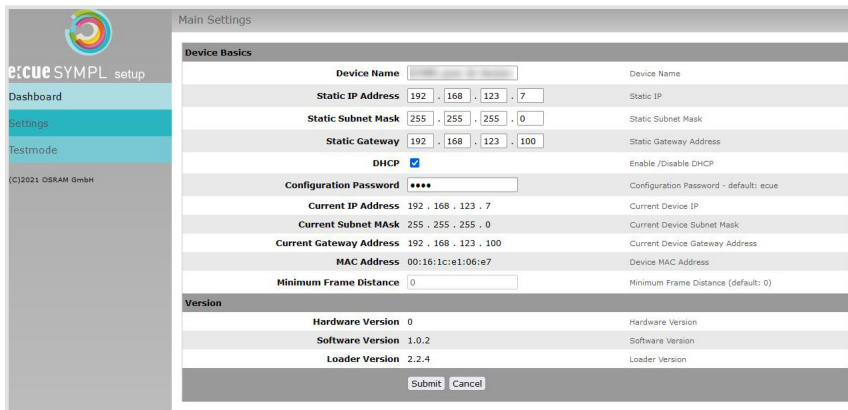 Main Settings
e:cue SYMPL setup
Dashboard
Settings
Testmode
(C)2021 OSRAM GmbH
Device Basics
Device Name Device Name
Static IP Address 192 . 168 . 123 . 7 Static IP
Static Subnet Mask 255 . 255 . 255 . 0 Static Subnet Mask
Static Gateway 192 . 168 . 123 . 100 Static Gateway Address
DHCP Enable /Disable DHCP
Configuration Password •••• Configuration Password - default: ecue
Current IP Address 192 . 168 . 123 . 7 Current Device IP
Current Subnet MAsk 255 . 255 . 255 . 0 Current Device Subnet Mask
Current Gateway Address 192 . 168 . 123 . 100 Current Device Gateway Address
MAC Address 00:16:1c:e1:06:e7 Device MAC Address
Minimum Frame Distance 0 Minimum Frame Distance (default: 0)
Version
Hardware Version 0 Hardware Version
Software Version 1.0.2 Software Version
Loader Version 2.2.4 Loader Version
Submit Cancel